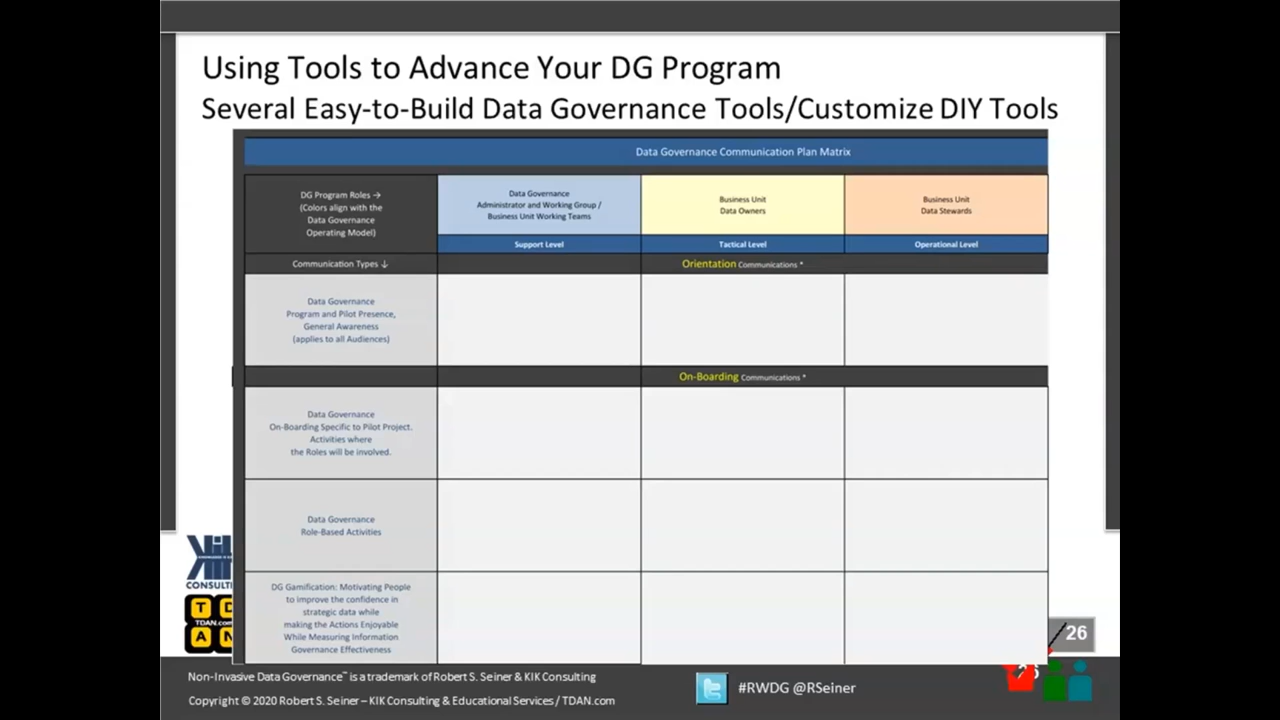 Using Tools to Advance Your DG Program
Several Easy-to-Build Data Governance Tools/Customize DIY Tools
Data Governance Communication Plan Matrix
DG Program Roles →
(Colors align with the
Data Governance
Operating Model)
Data Governance
Administrator and Working Group /
Business Unit Working Teams
Business Unit
Data Owners
Business Unit
Data Stewards
Support Level
Tactical Level
Operational Level
Communication Types ↓
Orientation Communications *
Data Governance
Program and Pilot Presence,
General Awareness
(applies to all Audiences)
On-Boarding Communications *
Data Governance
On-Boarding Specific to Pilot Project.
Activities where
the Roles will be involved.
Data Governance
Role-Based Activities
DG Gamification: Motivating People
to improve the confidence in
strategic data while
making the Actions Enjoyable
While Measuring Information
Governance Effectiveness
CONSULTI
T D
TDAN.com
A N
26
Non-Invasive Data Governance™ is a trademark of Robert S. Seiner & KIK Consulting
Copyright © 2020 Robert S. Seiner – KIK Consulting & Educational Services / TDAN.com
#RWDG @RSeiner